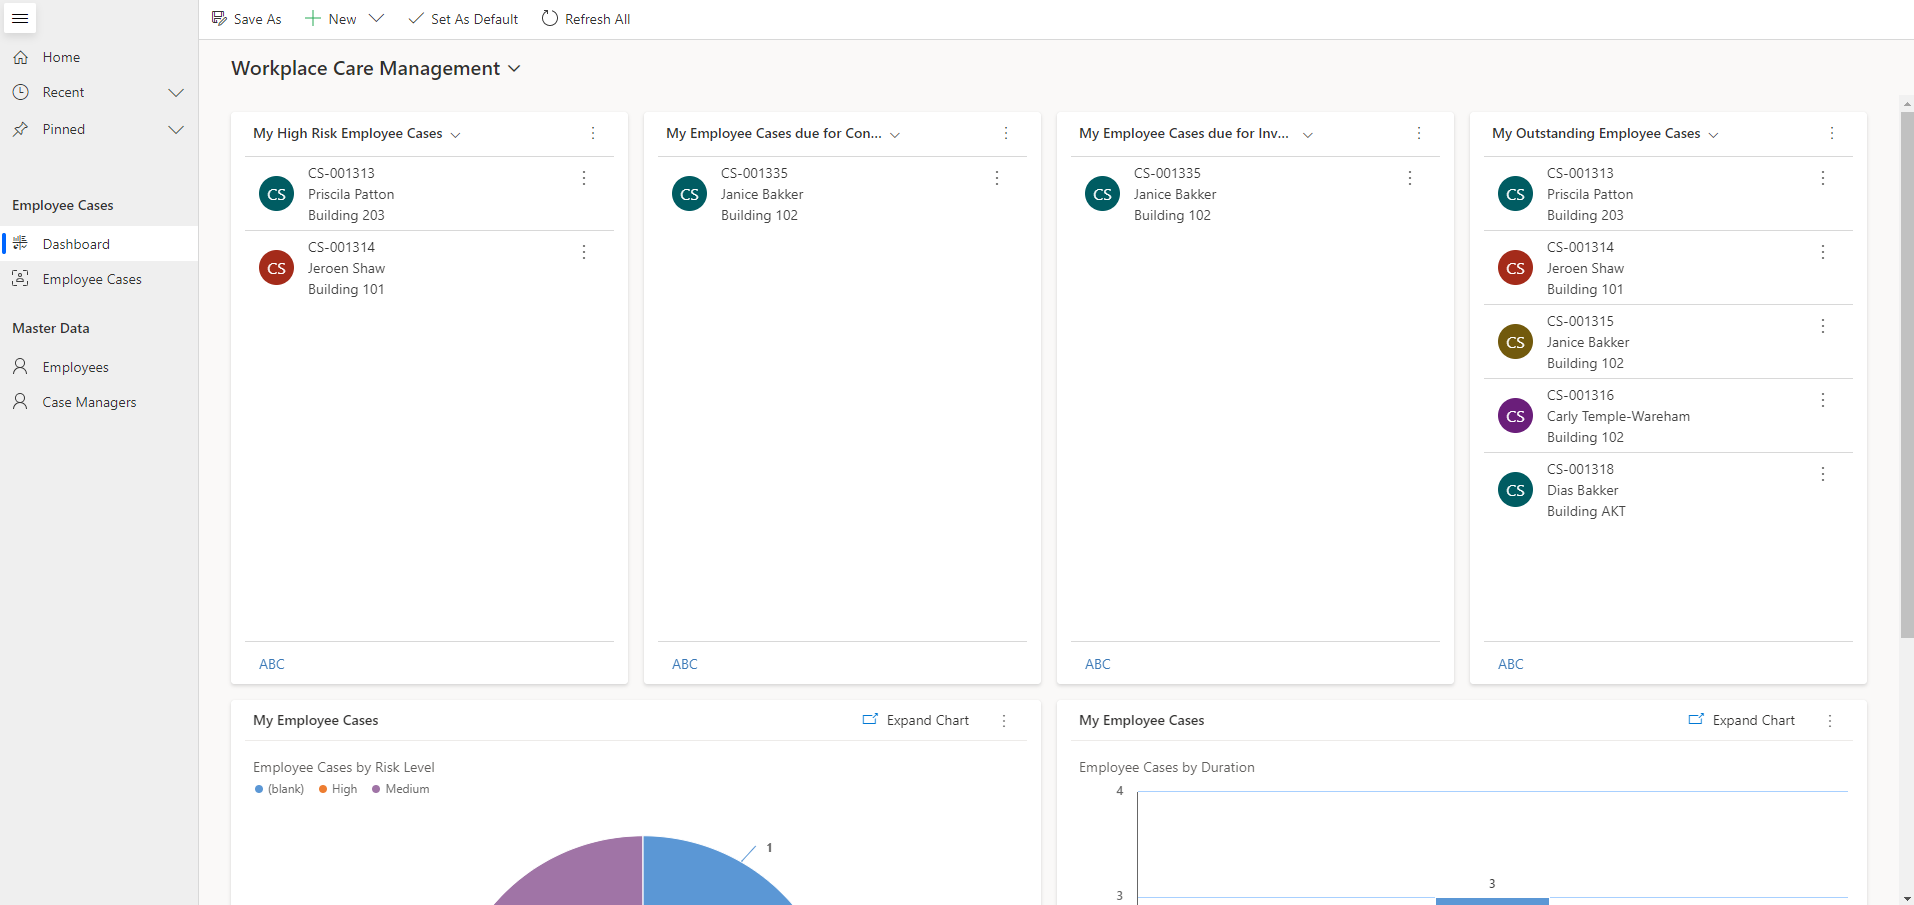 Save As
New
Set As Default
Refresh All
Home
Recent
Pinned
Employee Cases
Dashboard
Employee Cases
Master Data
Employees
Case Managers
Workplace Care Management
My High Risk Employee Cases
CS
CS-001313
Priscila Patton
Building 203
CS
CS-001314
Jeroen Shaw
Building 101
ABC
My Employee Cases due for Con...
CS
CS-001335
Janice Bakker
Building 102
ABC
My Employee Cases due for Inv...
CS
CS-001335
Janice Bakker
Building 102
ABC
My Outstanding Employee Cases
CS
CS-001313
Priscila Patton
Building 203
CS
CS-001314
Jeroen Shaw
Building 101
CS
CS-001315
Janice Bakker
Building 102
CS
CS-001316
Carly Temple-Wareham
Building 102
CS
CS-001318
Dias Bakker
Building AKT
ABC
My Employee Cases
Expand Chart
Employee Cases by Risk Level
(blank) High Medium
1
My Employee Cases
Expand Chart
Employee Cases by Duration
4
3
3